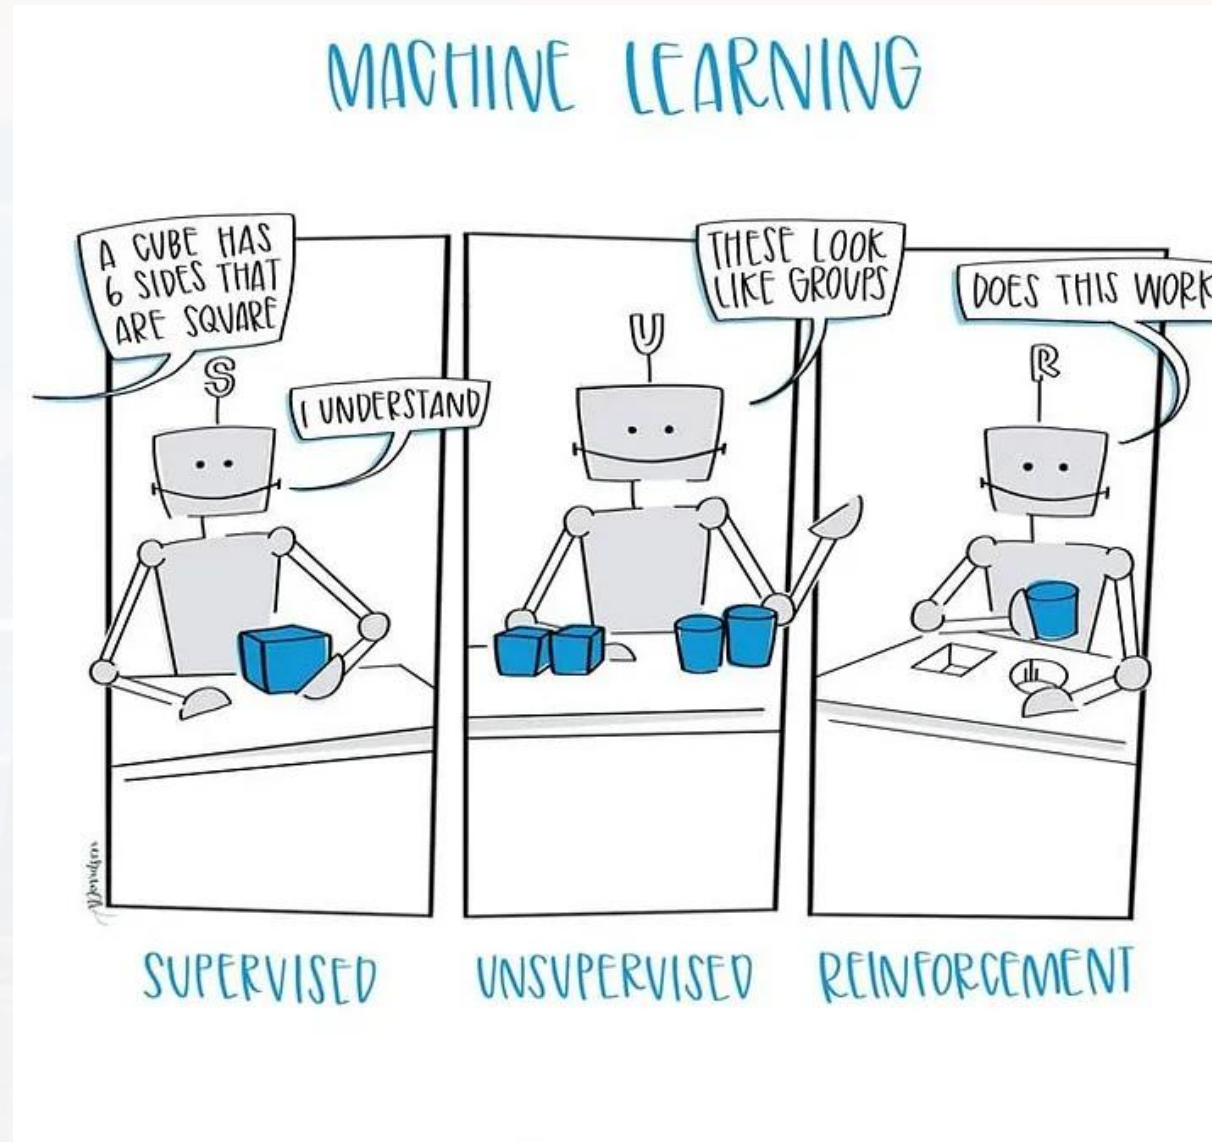 MACHINE LEARNING
A CUBE HAS
6 SIDES THAT
ARE SQUARE
S
I UNDERSTAND
THESE LOOK
LIKE GROUPS
U
DOES THIS WORK
R
SUPERVISED
UNSUPERVISED
REINFORCEMENT